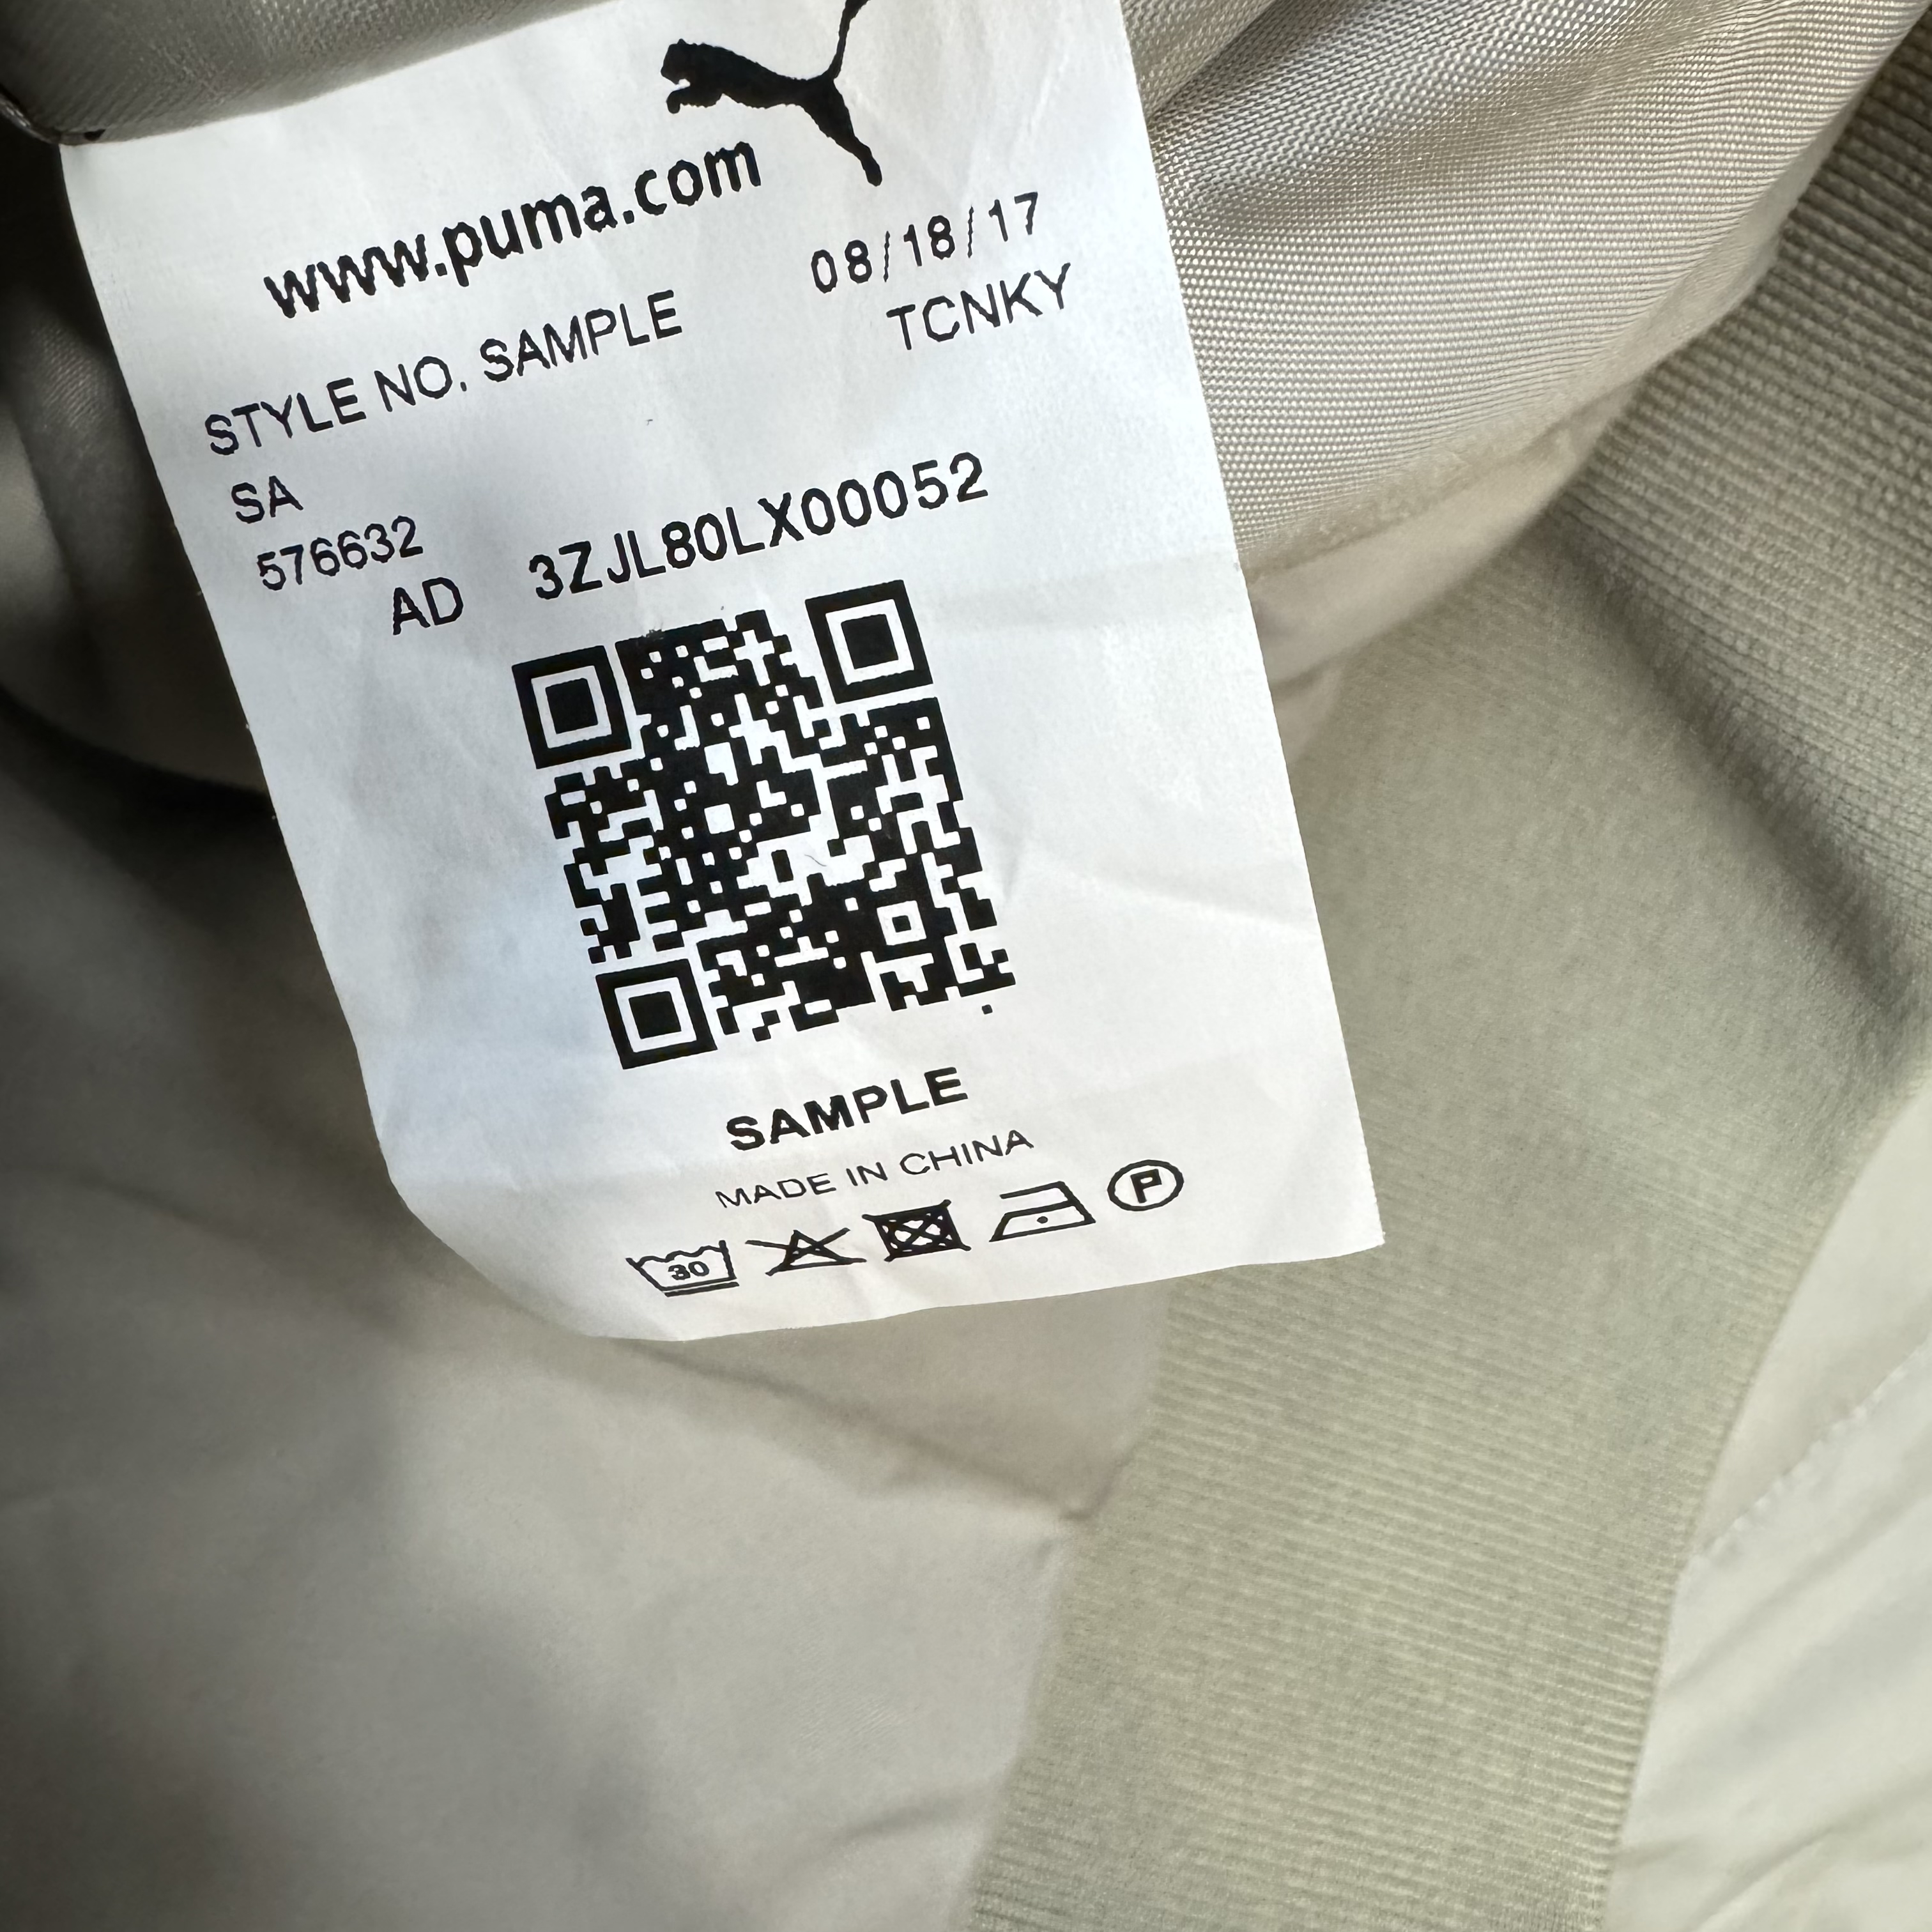 www.puma.com
08/18/17
STYLE NO. SAMPLE
TCNKY
SA
576632
AD
3ZJL80LX00052
SAMPLE
MADE IN CHINA
30
P